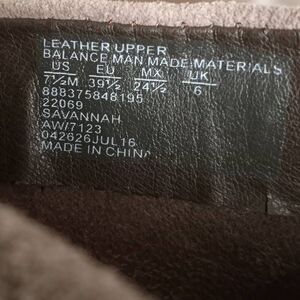 LEATHER UPPER
BALANCE MAN MADE MATERIALS
US EU MX UK
7½M 39½ 24½ 6
888375848195
22069
SAVANNAH
AW/7123
042626JUL16
MADE IN CHINA